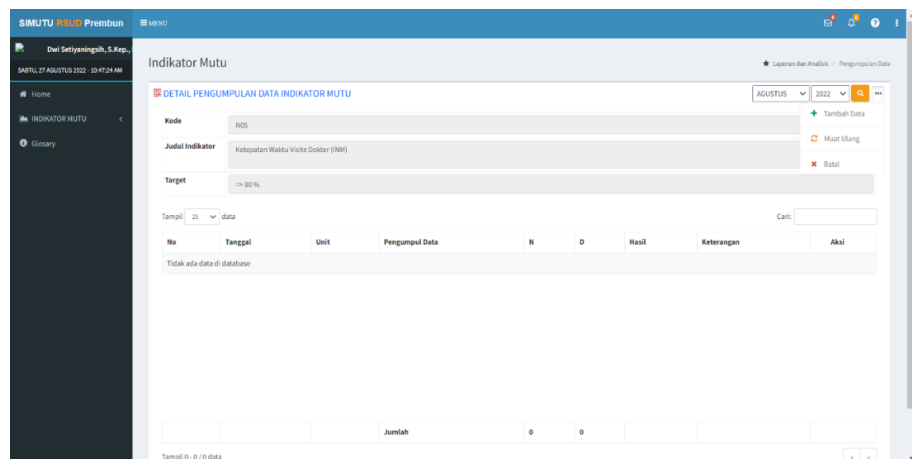 SIMUTU RSUD Prembun
MENU
Dwi Setiyaningsih, S.Kep.,
SABTU, 27 AGUSTUS 2022 - 10:47:24 AM
Home
INDIKATOR MUTU
Glosary
Indikator Mutu
Laporan dan Analisis > Pengumpulan Data
DETAIL PENGUMPULAN DATA INDIKATOR MUTU
AGUSTUS 2022
Tambah Data
Muat Ulang
Batal
Kode N05
Judul Indikator Ketepatan Waktu Visite Dokter (INM)
Target => 80 %
Tampil 25 data
Cari:
No Tanggal Unit Pengumpul Data N D Hasil Keterangan Aksi
Tidak ada data di database
Jumlah 0 0
Tampil 0 - 0 / 0 data